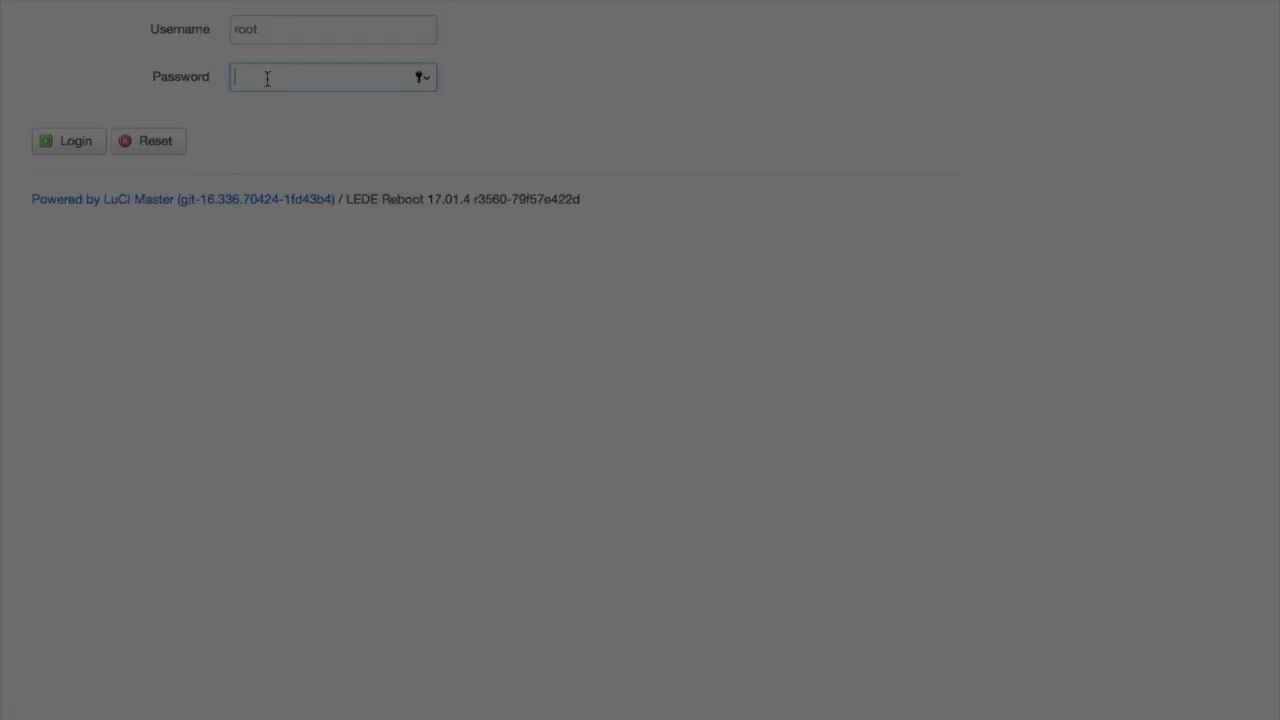 Username root
Password
Login Reset
Powered by LuCI Master (git-16.336.70424-1fd43b4) / LEDE Reboot 17.01.4 r3560-79f57e422d